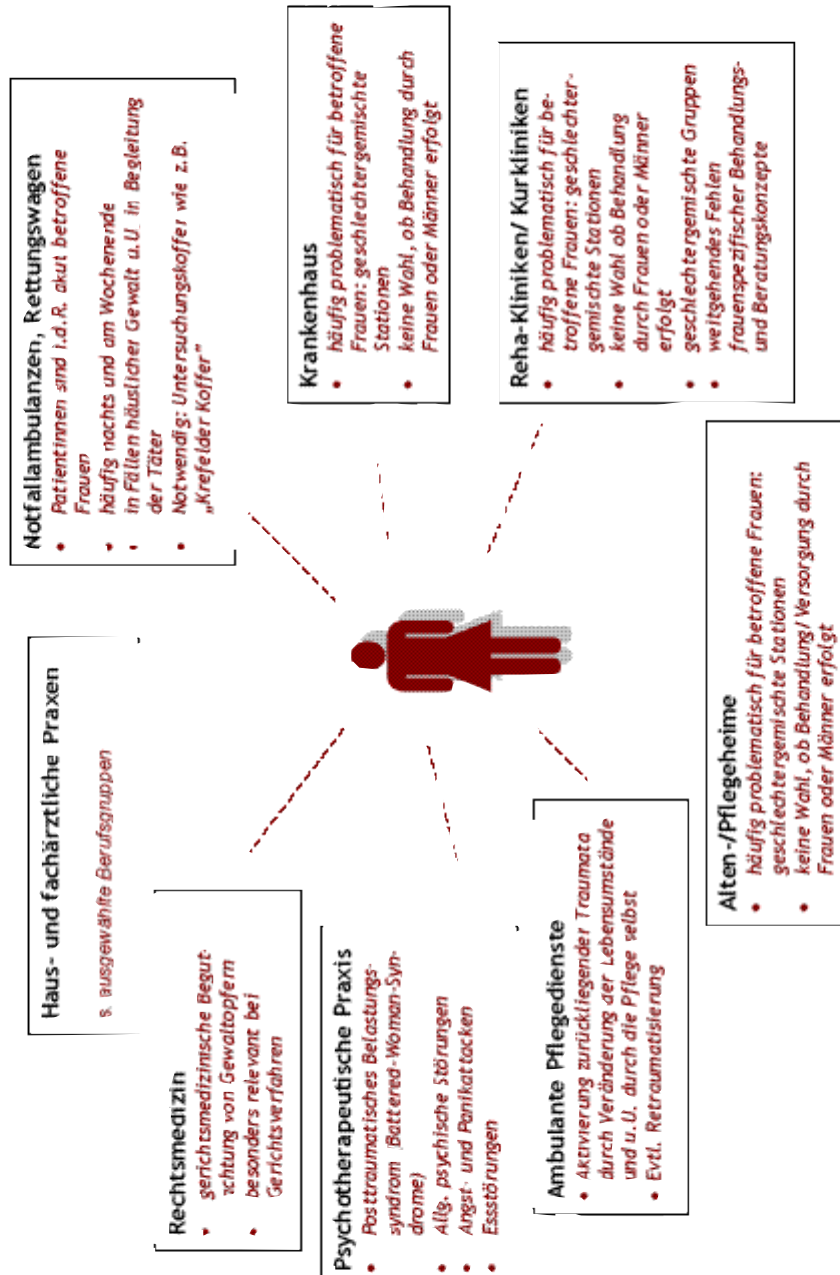 Haus- und fachärztliche Praxen
s. ausgewählte Berufsgruppen
Notfallambulanzen, Rettungswagen
• Patientinnen sind i.d.R. akut betroffene
Frauen
• häufig nachts und am Wochenende
• in Fällen häuslicher Gewalt u.U. in Begleitung
der Täter
• Notwendig: Untersuchungskoffer wie z.B.
„Krefelder Koffer”
Rechtsmedizin
• gerichtsmedizinische Begut-
achtung von Gewaltopfern
• besonders relevant bei
Gerichtsverfahren
Krankenhaus
• häufig problematisch für betroffene
Frauen: geschlechtergemischte
Stationen
• keine Wahl, ob Behandlung durch
Frauen oder Männer erfolgt
Psychotherapeutische Praxis
• Posttraumatisches Belastungs-
syndrom (Battered-Woman-Syn-
drome)
• Allg. psychische Störungen
• Angst- und Panikattacken
• Essstörungen
Reha-Kliniken/ Kurkliniken
• häufig problematisch für be-
troffene Frauen: geschlechter-
gemischte Stationen
• keine Wahl ob Behandlung
durch Frauen oder Männer
erfolgt
• geschlechtergemischte Gruppen
• weitgehendes Fehlen
frauenspezifischer Behandlungs-
und Beratungskonzepte
Ambulante Pflegedienste
• Aktivierung zurückliegender Traumata
durch Veränderung der Lebensumstände
und u.U. durch die Pflege selbst
• Evtl. Retraumatisierung
Alten-/Pflegeheime
• häufig problematisch für betroffene Frauen:
geschlechtergemischte Stationen
• keine Wahl, ob Behandlung/ Versorgung durch
Frauen oder Männer erfolgt